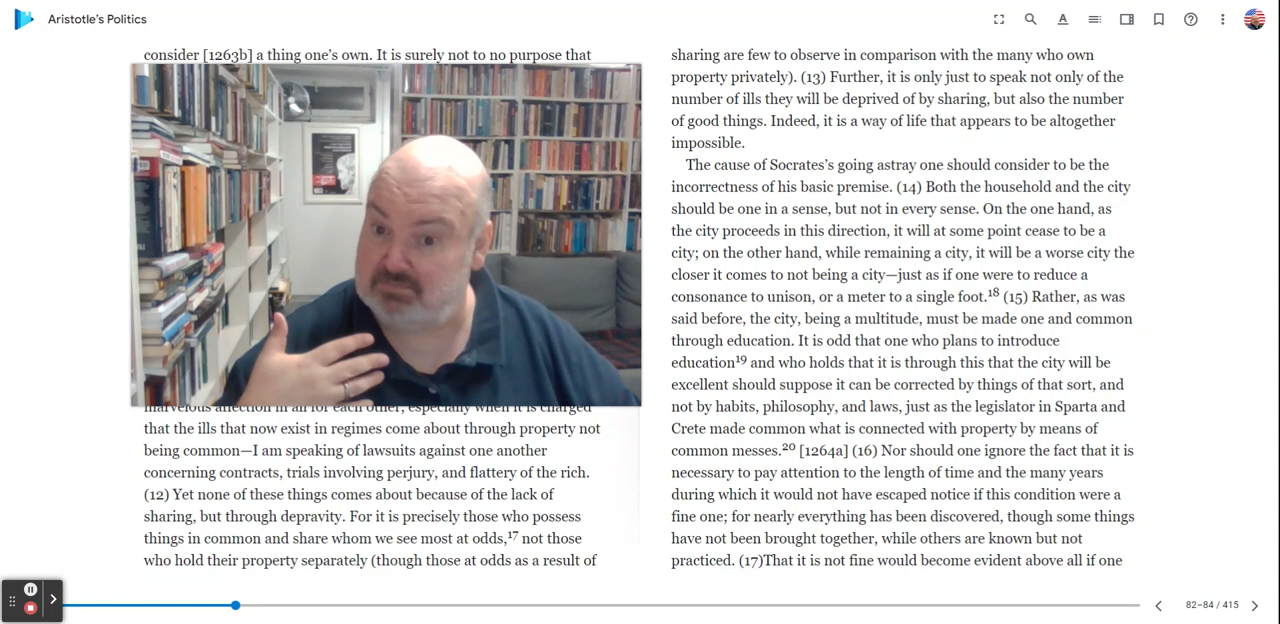 Aristotle's Politics
consider [1263b] a thing one's own. It is surely not to no purpose that
marvelous affection in all for each other, especially when it is charged
that the ills that now exist in regimes come about through property not
being common—I am speaking of lawsuits against one another
concerning contracts, trials involving perjury, and flattery of the rich.
(12) Yet none of these things comes about because of the lack of
sharing, but through depravity. For it is precisely those who possess
things in common and share whom we see most at odds,17 not those
who hold their property separately (though those at odds as a result of
sharing are few to observe in comparison with the many who own
property privately). (13) Further, it is only just to speak not only of the
number of ills they will be deprived of by sharing, but also the number
of good things. Indeed, it is a way of life that appears to be altogether
impossible.
The cause of Socrates's going astray one should consider to be the
incorrectness of his basic premise. (14) Both the household and the city
should be one in a sense, but not in every sense. On the one hand, as
the city proceeds in this direction, it will at some point cease to be a
city; on the other hand, while remaining a city, it will be a worse city the
closer it comes to not being a city—just as if one were to reduce a
consonance to unison, or a meter to a single foot.18 (15) Rather, as was
said before, the city, being a multitude, must be made one and common
through education. It is odd that one who plans to introduce
education19 and who holds that it is through this that the city will be
excellent should suppose it can be corrected by things of that sort, and
not by habits, philosophy, and laws, just as the legislator in Sparta and
Crete made common what is connected with property by means of
common messes.20 [1264a] (16) Nor should one ignore the fact that it is
necessary to pay attention to the length of time and the many years
during which it would not have escaped notice if this condition were a
fine one; for nearly everything has been discovered, though some things
have not been brought together, while others are known but not
practiced. (17)That it is not fine would become evident above all if one
82–84 / 415